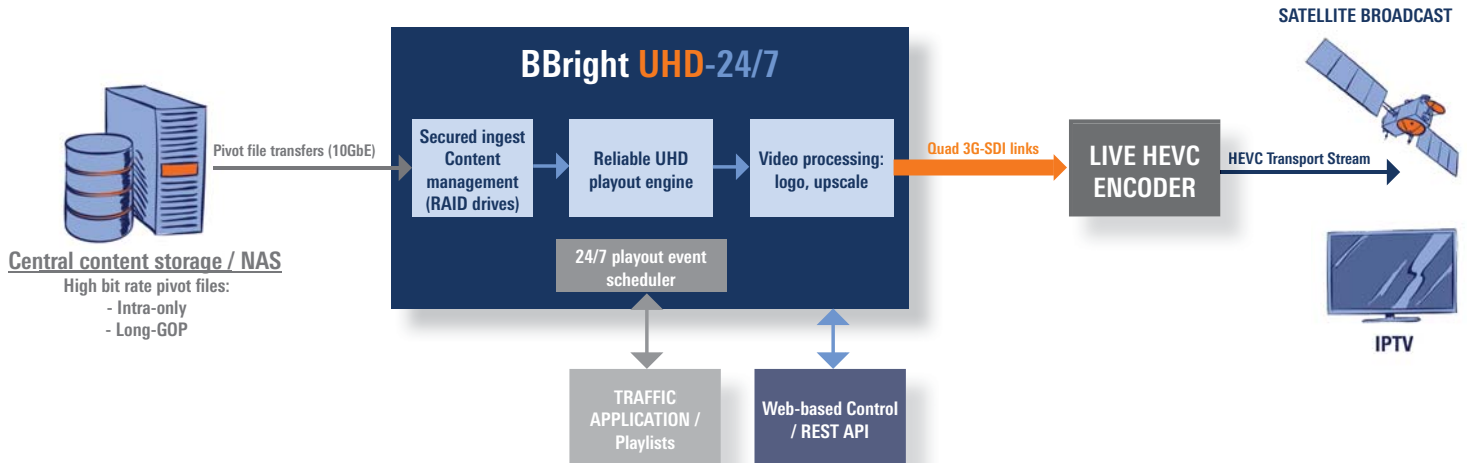 SATELLITE BROADCAST
BBright UHD-24/7
Pivot file transfers (10GbE)
Secured ingest
Content
management
(RAID drives)
Reliable UHD
playout engine
Video processing:
logo, upscale
Quad 3G-SDI links
LIVE HEVC
ENCODER
HEVC Transport Stream
Central content storage / NAS
High bit rate pivot files:
- Intra-only
- Long-GOP
24/7 playout event
scheduler
IPTV
TRAFFIC
APPLICATION /
Playlists
Web-based Control
/ REST API